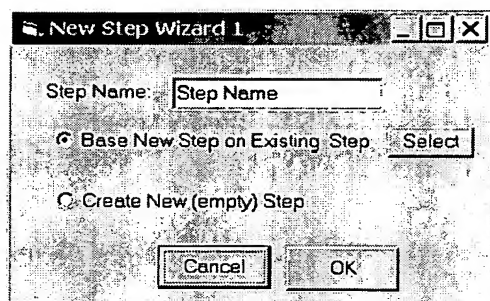 New Step Wizard 1
Step Name: Step Name
Base New Step on Existing Step Select
Create New (empty) Step
Cancel OK